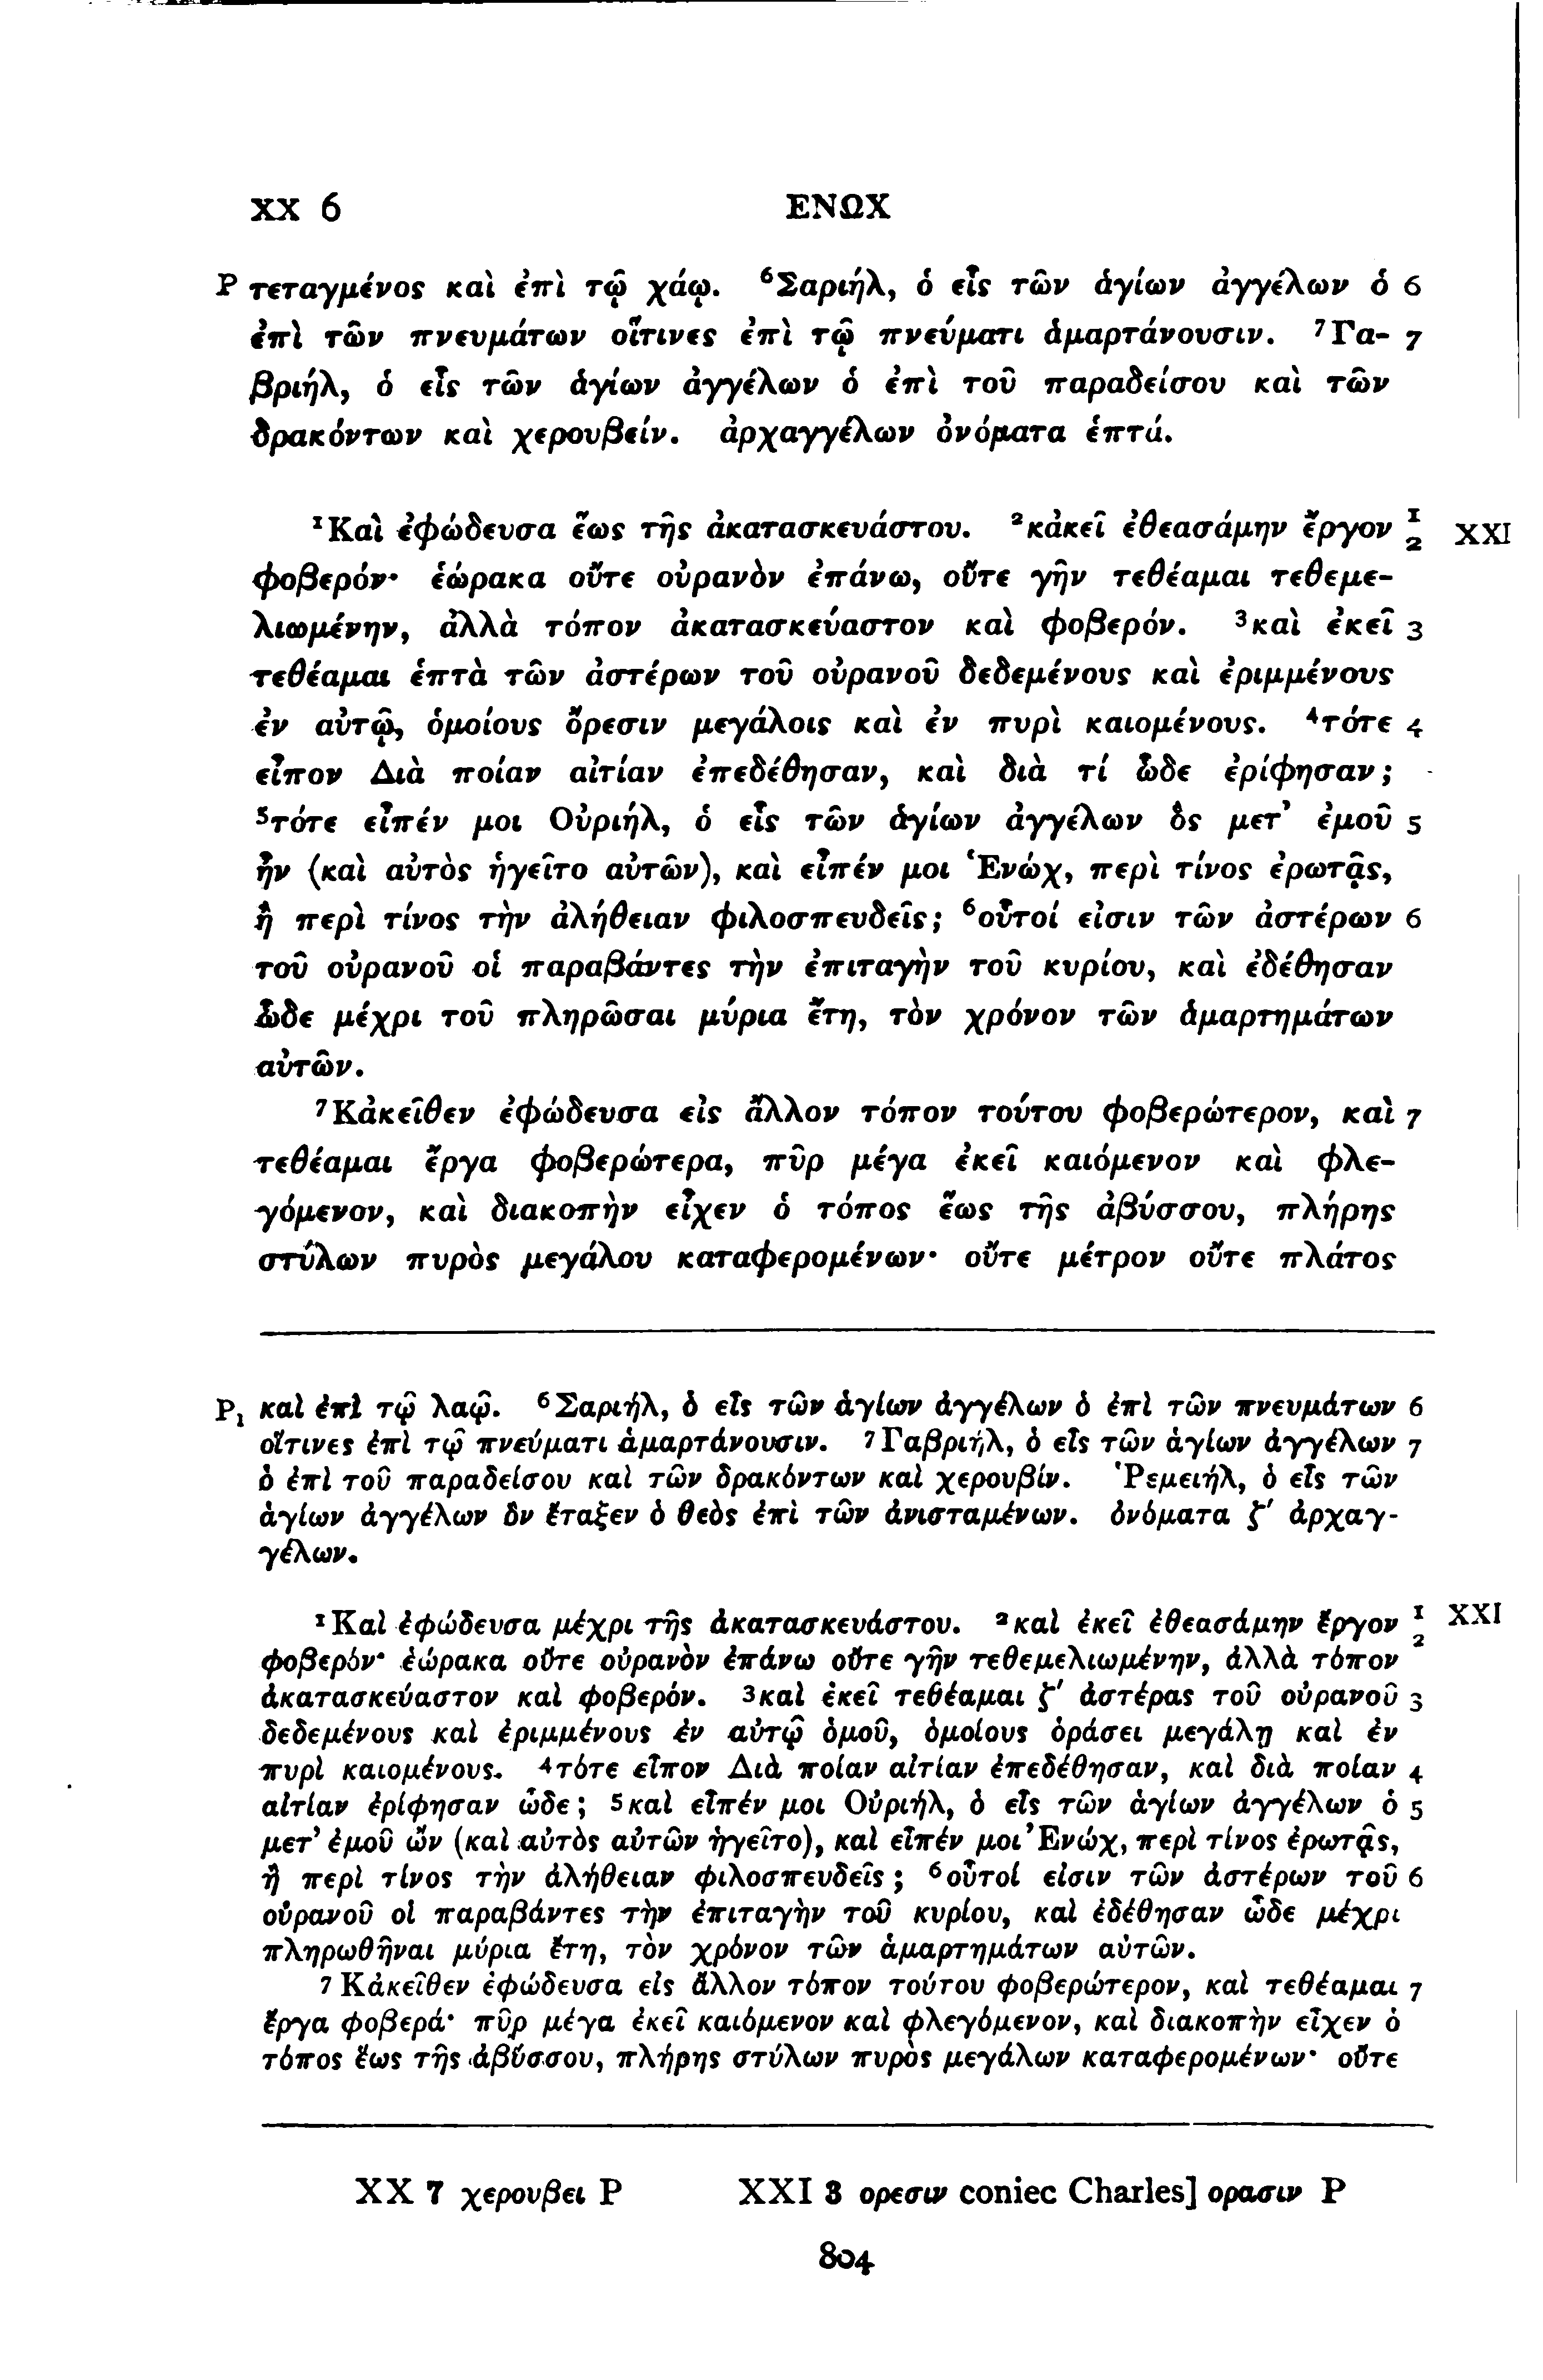 XX 6 ΕΝΩΧ
P τεταγμένος καὶ ἐπὶ τῷ χάῳ. ⁶Σαριήλ, ὁ εἷς τῶν ἁγίων ἀγγέλων ὁ 6
ἐπὶ τῶν πνευμάτων οἵτινες ἐπὶ τῷ πνεύματι ἁμαρτάνουσιν. ⁷Γα- 7
βριήλ, ὁ εἷς τῶν ἁγίων ἀγγέλων ὁ ἐπὶ τοῦ παραδείσου καὶ τῶν
δρακόντων καὶ χερουβείν. ἀρχαγγέλων ὀνόματα ἑπτά.
¹Καὶ ἐφώδευσα ἕως τῆς ἀκατασκευάστου. ²κἀκεῖ ἐθεασάμην ἔργον 1 2 XXI
φοβερόν· ἑώρακα οὔτε οὐρανὸν ἐπάνω, οὔτε γῆν τεθέαμαι τεθεμε-
λιωμένην, ἀλλὰ τόπον ἀκατασκεύαστον καὶ φοβερόν. ³καὶ ἐκεῖ 3
τεθέαμαι ἑπτὰ τῶν ἀστέρων τοῦ οὐρανοῦ δεδεμένους καὶ ἐριμμένους
ἐν αὐτῷ, ὁμοίους ὄρεσιν μεγάλοις καὶ ἐν πυρὶ καιομένους. ⁴τότε 4
εἶπον Διὰ ποίαν αἰτίαν ἐπεδέθησαν, καὶ διὰ τί ὧδε ἐρίφησαν;
⁵τότε εἶπέν μοι Οὐριήλ, ὁ εἷς τῶν ἁγίων ἀγγέλων ὃς μετ’ ἐμοῦ 5
ἦν (καὶ αὐτὸς ἡγεῖτο αὐτῶν), καὶ εἶπέν μοι Ἑνώχ, περὶ τίνος ἐρωτᾷς,
ἢ περὶ τίνος τὴν ἀλήθειαν φιλοσπευδεῖς; ⁶οὗτοί εἰσιν τῶν ἀστέρων 6
τοῦ οὐρανοῦ οἱ παραβάντες τὴν ἐπιταγὴν τοῦ κυρίου, καὶ ἐδέθησαν
ὧδε μέχρι τοῦ πληρῶσαι μύρια ἔτη, τὸν χρόνον τῶν ἁμαρτημάτων
αὐτῶν.
⁷Κἀκεῖθεν ἐφώδευσα εἰς ἄλλον τόπον τούτου φοβερώτερον, καὶ 7
τεθέαμαι ἔργα φοβερώτερα, πῦρ μέγα ἐκεῖ καιόμενον καὶ φλε-
γόμενον, καὶ διακοπὴν εἶχεν ὁ τόπος ἕως τῆς ἀβύσσου, πλήρης
στύλων πυρὸς μεγάλου καταφερομένων· οὔτε μέτρον οὔτε πλάτος
P₁ καὶ ἐπὶ τῷ λαῷ. ⁶Σαριήλ, ὁ εἷς τῶν ἁγίων ἀγγέλων ὁ ἐπὶ τῶν πνευμάτων 6
οἵτινες ἐπὶ τῷ πνεύματι ἁμαρτάνουσιν. ⁷Γαβριήλ, ὁ εἷς τῶν ἁγίων ἀγγέλων 7
ὁ ἐπὶ τοῦ παραδείσου καὶ τῶν δρακόντων καὶ χερουβίν. Ῥεμειήλ, ὁ εἷς τῶν
ἁγίων ἀγγέλων ὃν ἔταξεν ὁ θεὸς ἐπὶ τῶν ἀνισταμένων. ὀνόματα ζʹ ἀρχαγ-
γέλων.
¹Καὶ ἐφώδευσα μέχρι τῆς ἀκατασκευάστου. ²καὶ ἐκεῖ ἐθεασάμην ἔργον 1 2 XXI
φοβερόν· ἑώρακα οὔτε οὐρανὸν ἐπάνω οὔτε γῆν τεθεμελιωμένην, ἀλλὰ τόπον
ἀκατασκεύαστον καὶ φοβερόν. ³καὶ ἐκεῖ τεθέαμαι ζʹ ἀστέρας τοῦ οὐρανοῦ 3
δεδεμένους καὶ ἐριμμένους ἐν αὐτῷ ὁμοῦ, ὁμοίους ὁράσει μεγάλῃ καὶ ἐν
πυρὶ καιομένους. ⁴τότε εἶπον Διὰ ποίαν αἰτίαν ἐπεδέθησαν, καὶ διὰ ποίαν 4
αἰτίαν ἐρίφησαν ὧδε; ⁵καὶ εἶπέν μοι Οὐριήλ, ὁ εἷς τῶν ἁγίων ἀγγέλων ὁ 5
μετ’ ἐμοῦ ὢν (καὶ αὐτὸς αὐτῶν ἡγεῖτο), καὶ εἶπέν μοι Ἐνώχ, περὶ τίνος ἐρωτᾷς,
ἢ περὶ τίνος τὴν ἀλήθειαν φιλοσπευδεῖς; ⁶οὗτοί εἰσιν τῶν ἀστέρων τοῦ 6
οὐρανοῦ οἱ παραβάντες τὴν ἐπιταγὴν τοῦ κυρίου, καὶ ἐδέθησαν ὧδε μέχρι
πληρωθῆναι μύρια ἔτη, τὸν χρόνον τῶν ἁμαρτημάτων αὐτῶν.
⁷Κἀκεῖθεν ἐφώδευσα εἰς ἄλλον τόπον τούτου φοβερώτερον, καὶ τεθέαμαι 7
ἔργα φοβερά· πῦρ μέγα ἐκεῖ καιόμενον καὶ φλεγόμενον, καὶ διακοπὴν εἶχεν ὁ
τόπος ἕως τῆς ἀβύσσου, πλήρης στύλων πυρὸς μεγάλων καταφερομένων· οὔτε
XX 7 χερουβει P XXI 3 ορεσιν coniec Charles] ορασιν P
804